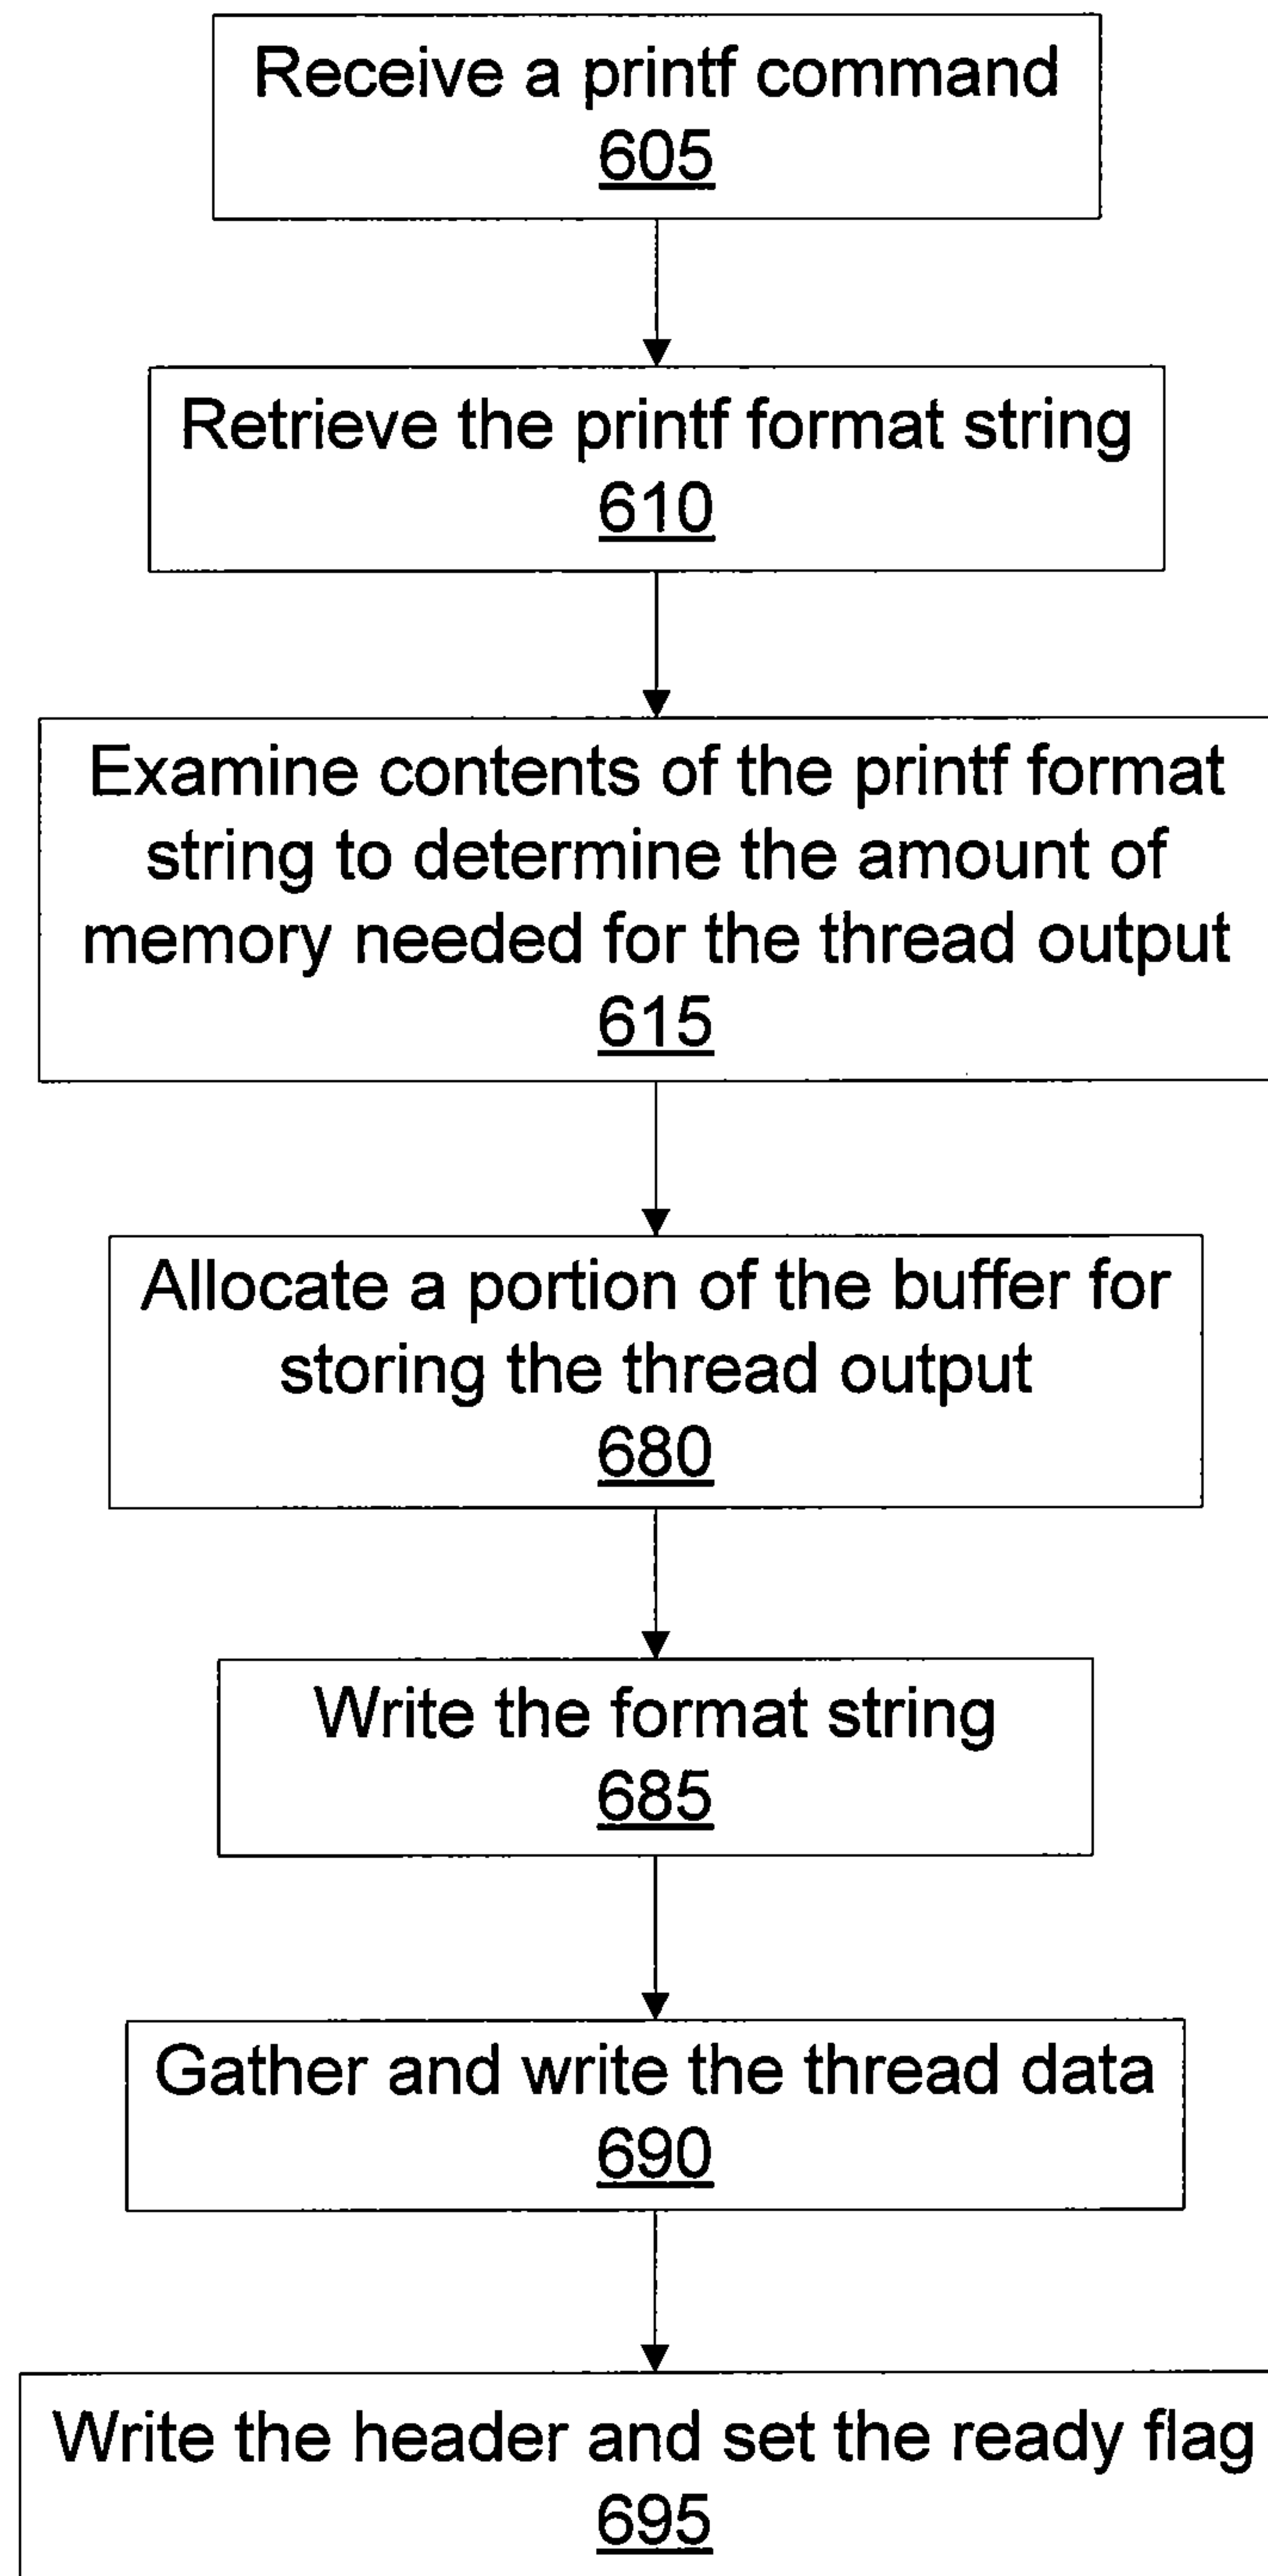 Receive a printf command
605
Retrieve the printf format string
610
Examine contents of the printf format
string to determine the amount of
memory needed for the thread output
615
Allocate a portion of the buffer for
storing the thread output
680
Write the format string
685
Gather and write the thread data
690
Write the header and set the ready flag
695